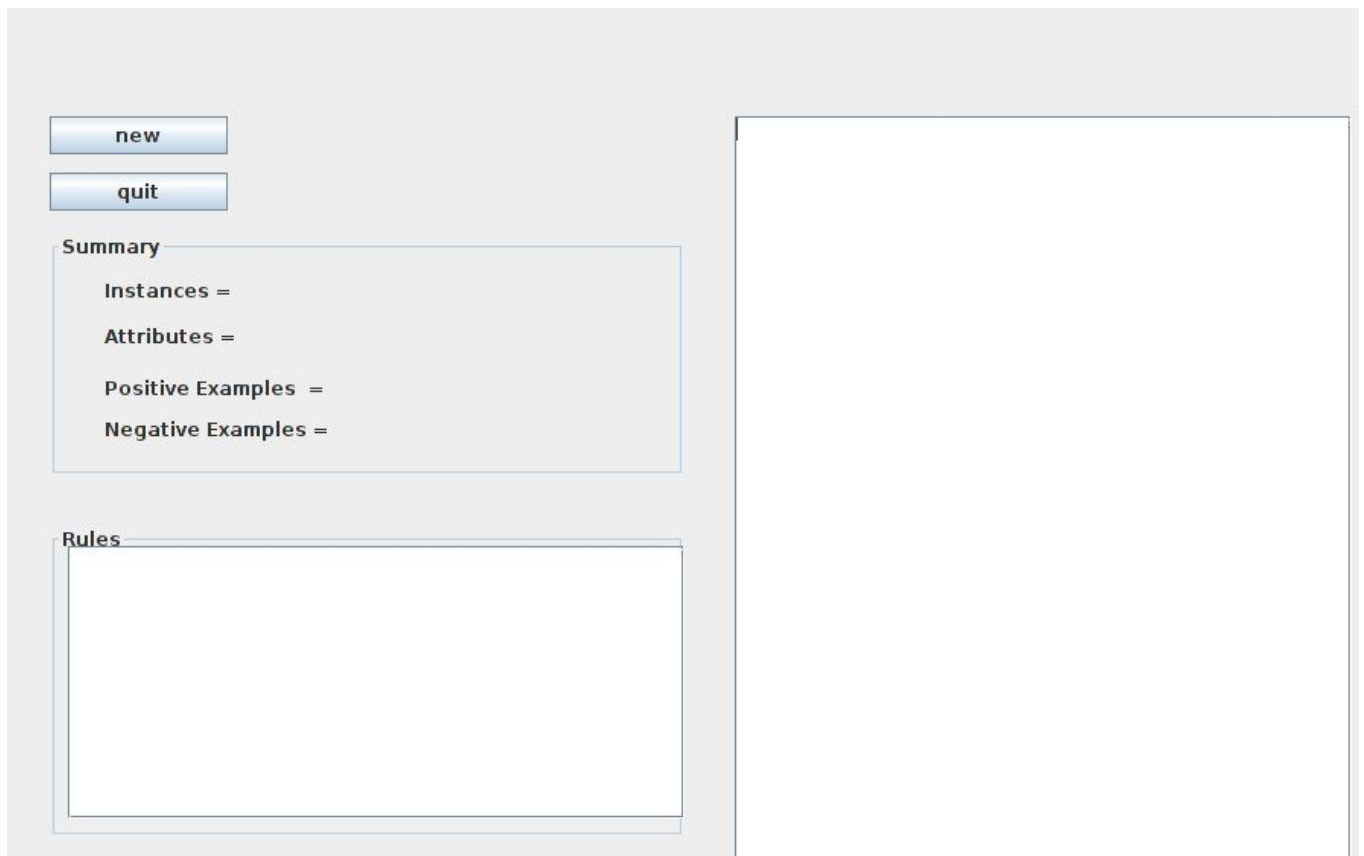 new
quit
Summary
Instances =
Attributes =
Positive Examples =
Negative Examples =
Rules